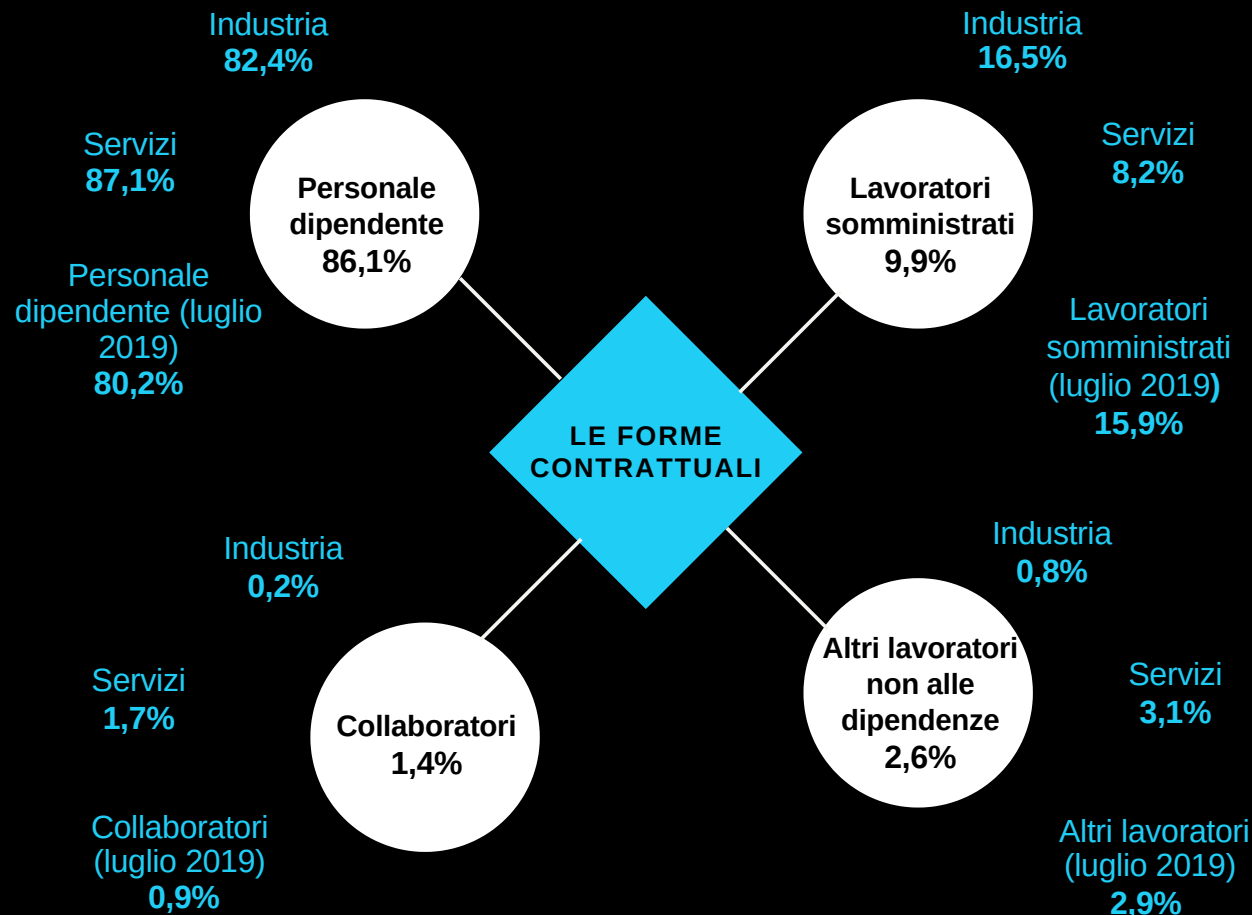 Industria
82,4%
Servizi
87,1%
Personale
dipendente
86,1%
Personale
dipendente (luglio
2019)
80,2%
Industria
16,5%
Servizi
8,2%
Lavoratori
somministrati
9,9%
Lavoratori
somministrati
(luglio 2019)
15,9%
LE FORME
CONTRATTUALI
Industria
0,2%
Servizi
1,7%
Collaboratori
1,4%
Collaboratori
(luglio 2019)
0,9%
Industria
0,8%
Servizi
3,1%
Altri lavoratori
non alle
dipendenze
2,6%
Altri lavoratori
(luglio 2019)
2,9%